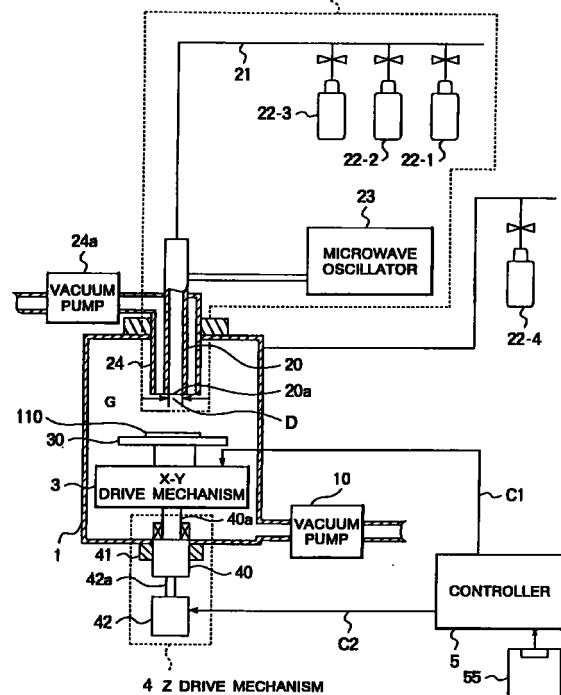 21
22-3
22-2
22-1
23
24a
MICROWAVE
OSCILLATOR
VACUUM
PUMP
22-4
24
20
20a
G
D
110
30
X-Y
DRIVE MECHANISM
3
10
C1
40a
VACUUM
PUMP
1
41
40
42a
CONTROLLER
42
C2
5
55
4 Z DRIVE MECHANISM